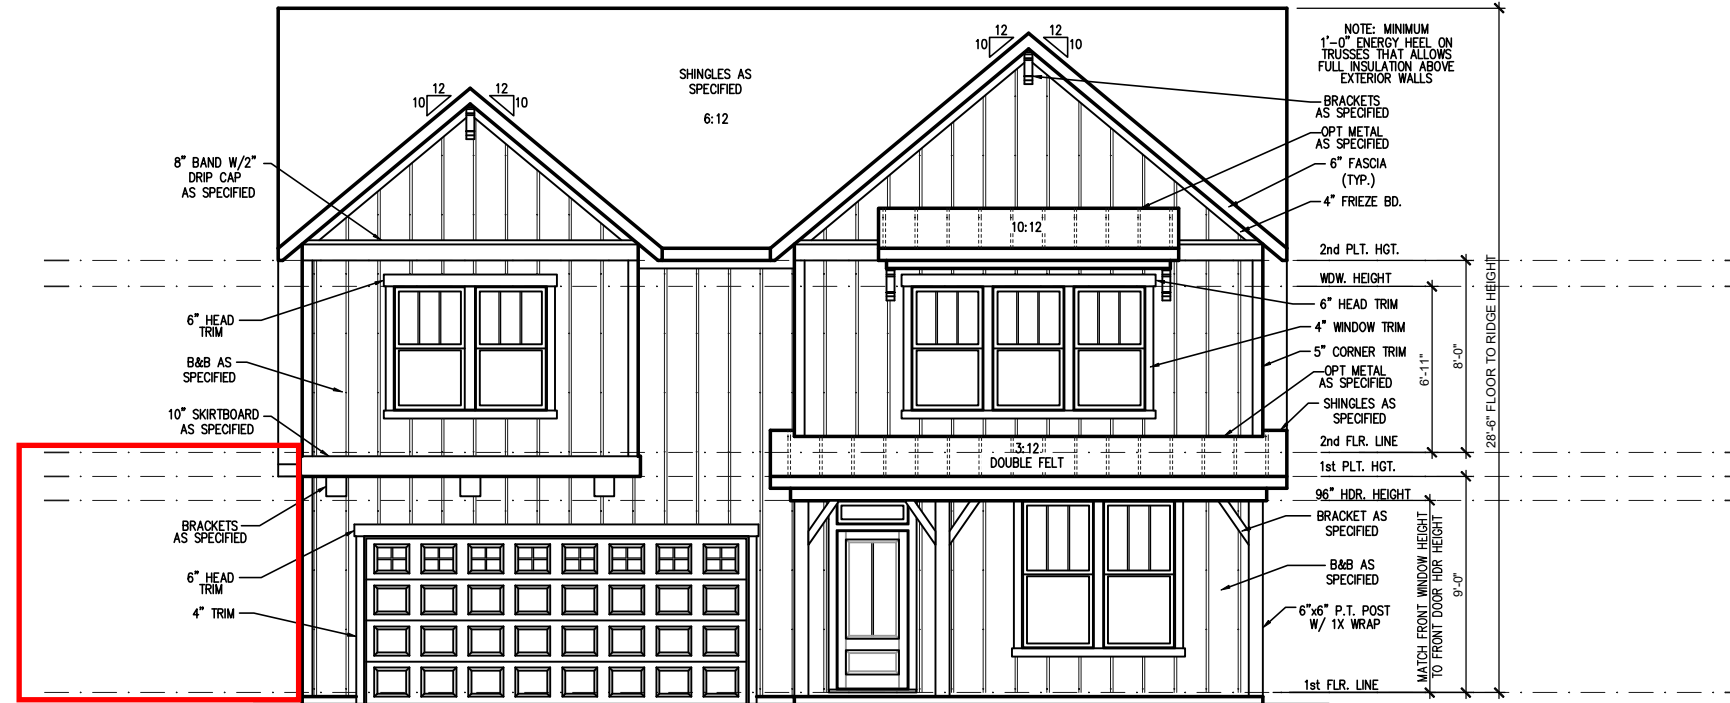 12 12
10 10
NOTE: MINIMUM
1'-0" ENERGY HEEL ON
TRUSSES THAT ALLOWS
FULL INSULATION ABOVE
EXTERIOR WALLS
SHINGLES AS
SPECIFIED
6:12
12 12
10 10
BRACKETS
AS SPECIFIED
OPT METAL
AS SPECIFIED
6" FASCIA
(TYP.)
4" FRIEZE BD.
8" BAND W/2"
DRIP CAP
AS SPECIFIED
10:12
2nd PLT. HGT.
WDW. HEIGHT
6" HEAD TRIM
4" WINDOW TRIM
5" CORNER TRIM
OPT METAL
AS SPECIFIED
SHINGLES AS
SPECIFIED
2nd FLR. LINE
1st PLT. HGT.
96" HDR. HEIGHT
BRACKET AS
SPECIFIED
B&B AS
SPECIFIED
6"x6" P.T. POST
W/ 1X WRAP
1st FLR. LINE
6" HEAD
TRIM
B&B AS
SPECIFIED
10" SKIRTBOARD
AS SPECIFIED
3:12
DOUBLE FELT
BRACKETS
AS SPECIFIED
6" HEAD
TRIM
4" TRIM
6'-11"
8'-0"
28'-6" FLOOR TO RIDGE HEIGHT
9'-0"
MATCH FRONT WINDOW HEIGHT
TO FRONT DOOR HDR HEIGHT